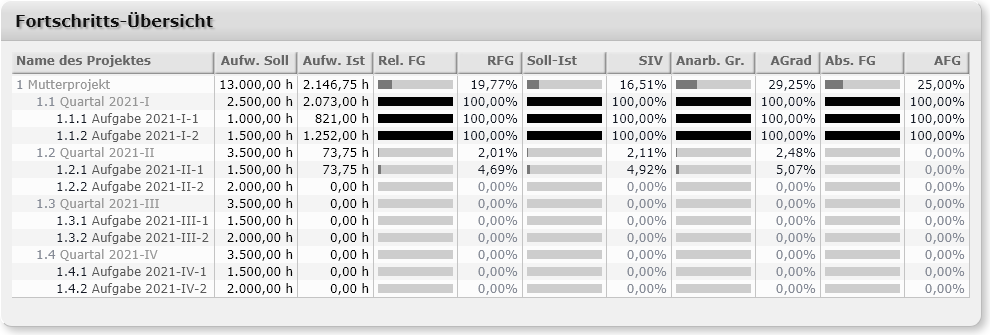 Fortschritts-Übersicht
Name des Projektes Aufw. Soll Aufw. Ist Rel. FG RFG Soll-Ist SIV Anarb. Gr. AGrad Abs. FG AFG
1 Mutterprojekt 13.000,00 h 2.146,75 h 19,77% 16,51% 29,25% 25,00%
1.1 Quartal 2021-I 2.500,00 h 2.073,00 h 100,00% 100,00% 100,00% 100,00%
1.1.1 Aufgabe 2021-I-1 1.000,00 h 821,00 h 100,00% 100,00% 100,00% 100,00%
1.1.2 Aufgabe 2021-I-2 1.500,00 h 1.252,00 h 100,00% 100,00% 100,00% 100,00%
1.2 Quartal 2021-II 3.500,00 h 73,75 h 2,01% 2,11% 2,48% 0,00%
1.2.1 Aufgabe 2021-II-1 1.500,00 h 73,75 h 4,69% 4,92% 5,07% 0,00%
1.2.2 Aufgabe 2021-II-2 2.000,00 h 0,00 h 0,00% 0,00% 0,00% 0,00%
1.3 Quartal 2021-III 3.500,00 h 0,00 h 0,00% 0,00% 0,00% 0,00%
1.3.1 Aufgabe 2021-III-1 1.500,00 h 0,00 h 0,00% 0,00% 0,00% 0,00%
1.3.2 Aufgabe 2021-III-2 2.000,00 h 0,00 h 0,00% 0,00% 0,00% 0,00%
1.4 Quartal 2021-IV 3.500,00 h 0,00 h 0,00% 0,00% 0,00% 0,00%
1.4.1 Aufgabe 2021-IV-1 1.500,00 h 0,00 h 0,00% 0,00% 0,00% 0,00%
1.4.2 Aufgabe 2021-IV-2 2.000,00 h 0,00 h 0,00% 0,00% 0,00% 0,00%